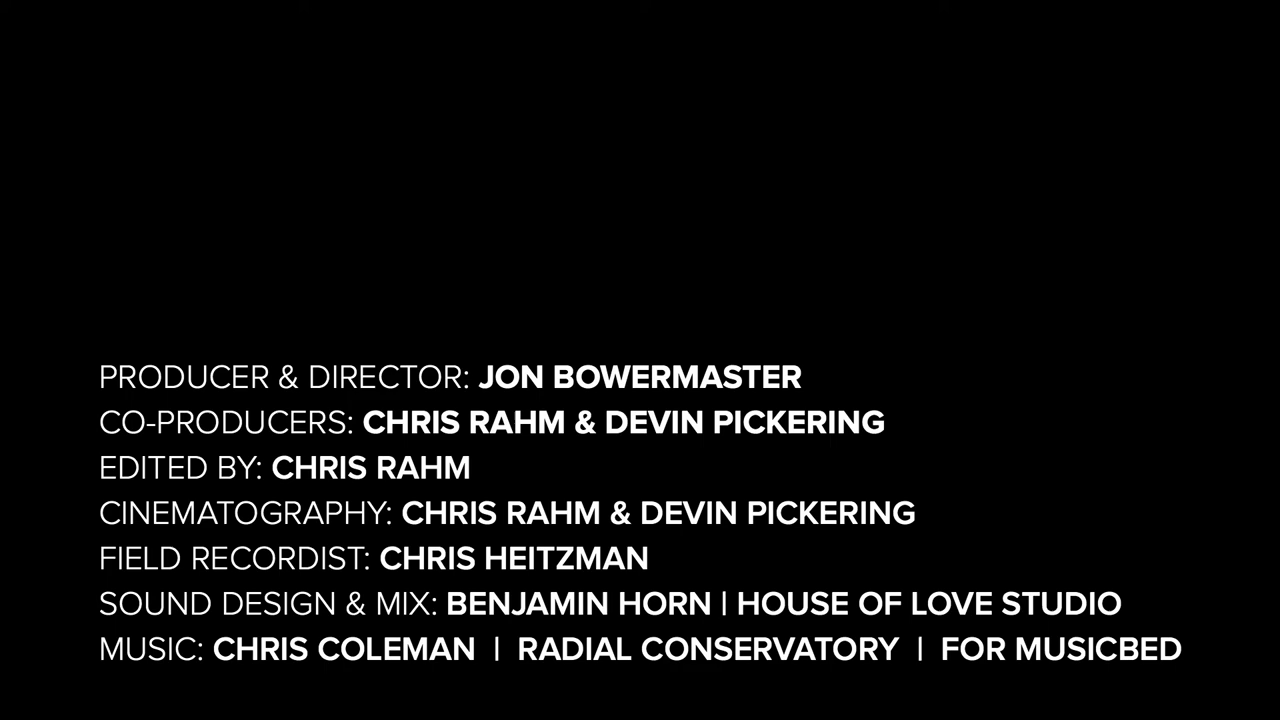 PRODUCER & DIRECTOR: JON BOWERMASTER
CO-PRODUCERS: CHRIS RAHM & DEVIN PICKERING
EDITED BY: CHRIS RAHM
CINEMATOGRAPHY: CHRIS RAHM & DEVIN PICKERING
FIELD RECORDIST: CHRIS HEITZMAN
SOUND DESIGN & MIX: BENJAMIN HORN | HOUSE OF LOVE STUDIO
MUSIC: CHRIS COLEMAN | RADIAL CONSERVATORY | FOR MUSICBED